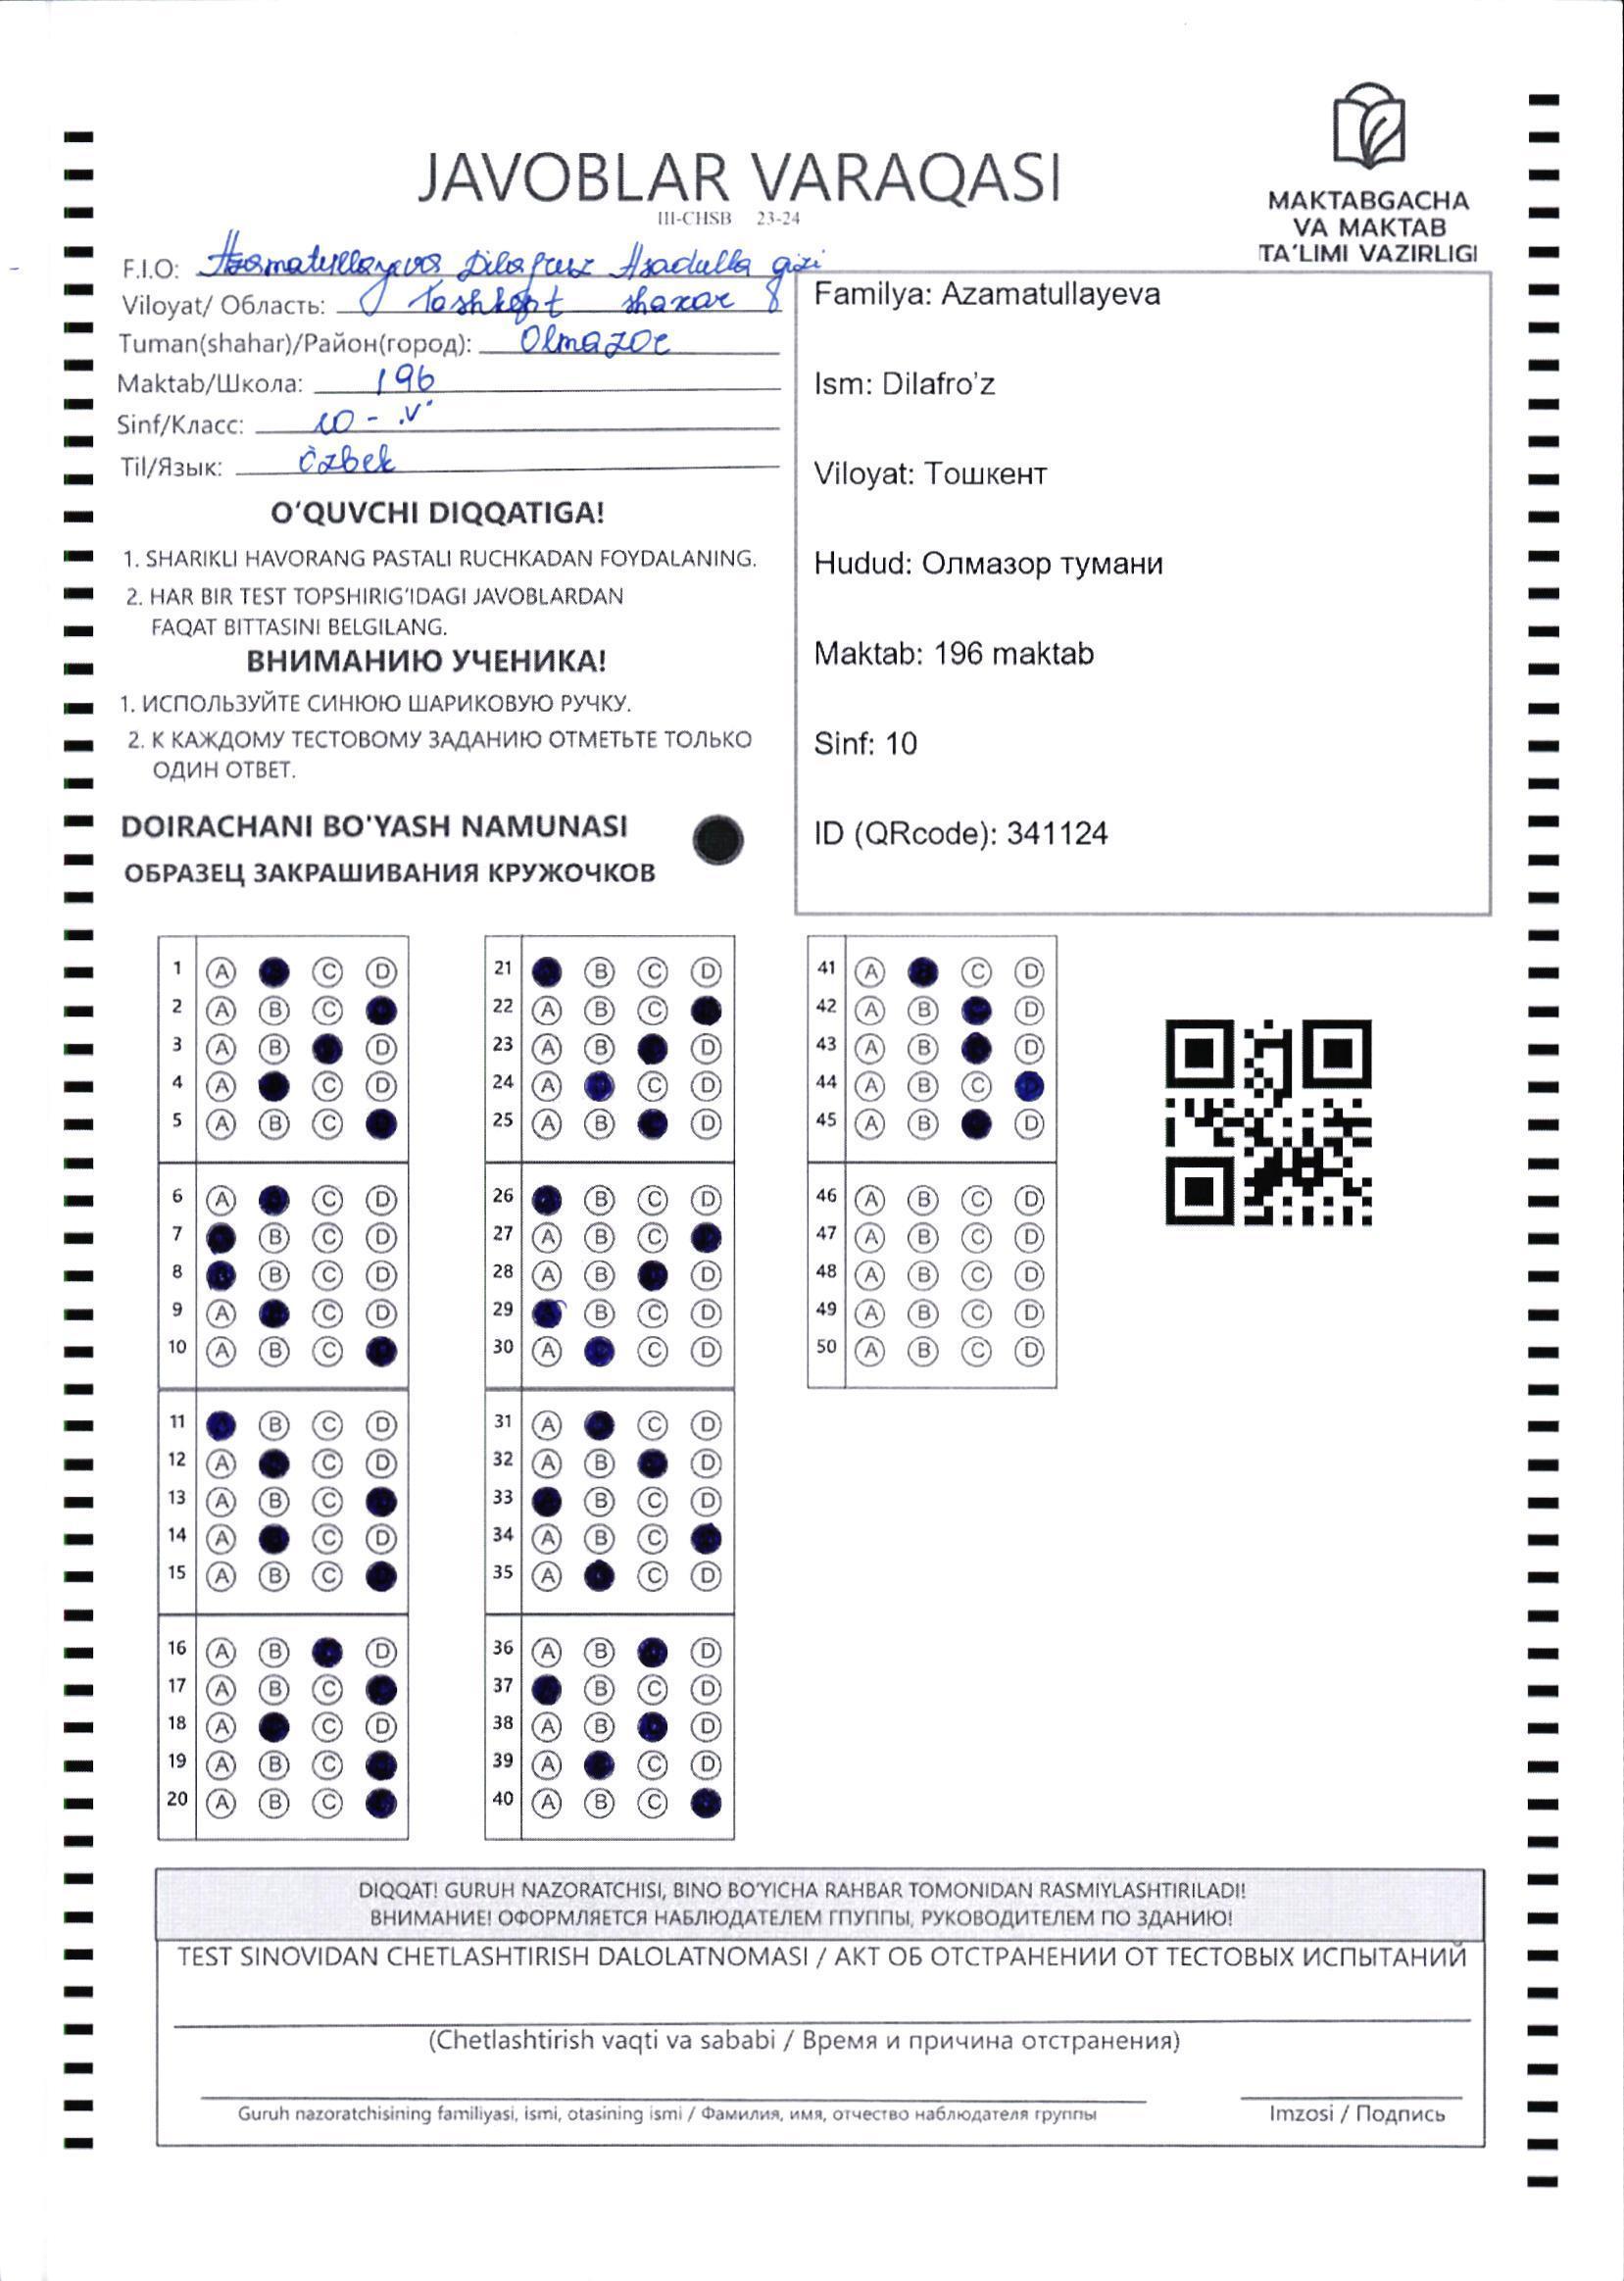 JAVOBLAR VARAQASI
III-CHSB 23-24
MAKTABGACHA
VA MAKTAB
TA'LIMI VAZIRLIGI
F.I.O: Azamatullayeva Dilafruz Asadulla qizi
Viloyat/ Область: Toshkent shaxar
Tuman(shahar)/Район(город): Olmazor
Maktab/Школа: 196
Sinf/Класс: 10 - "V"
Til/Язык: O'zbek
O'QUVCHI DIQQATIGA!
1. SHARIKLI HAVORANG PASTALI RUCHKADAN FOYDALANING.
2. HAR BIR TEST TOPSHIRIG'IDAGI JAVOBLARDAN
FAQAT BITTASINI BELGILANG.
ВНИМАНИЮ УЧЕНИКА!
1. ИСПОЛЬЗУЙТЕ СИНЮЮ ШАРИКОВУЮ РУЧКУ.
2. К КАЖДОМУ ТЕСТОВОМУ ЗАДАНИЮ ОТМЕТЬТЕ ТОЛЬКО
ОДИН ОТВЕТ.
DOIRACHANI BO'YASH NAMUNASI
ОБРАЗЕЦ ЗАКРАШИВАНИЯ КРУЖОЧКОВ
Familya: Azamatullayeva
Ism: Dilafro'z
Viloyat: Тошкент
Hudud: Олмазор тумани
Maktab: 196 maktab
Sinf: 10
ID (QRcode): 341124
1 A C D
2 A B C
3 A B D
4 A C D
5 A B C
6 A C D
7 B C D
8 B C D
9 A C D
10 A B C
11 B C D
12 A C D
13 A B C
14 A C D
15 A B C
16 A B D
17 A B C
18 A C D
19 A B C
20 A B C
21 B C D
22 A B C
23 A B D
24 A C D
25 A B D
26 B C D
27 A B C
28 A B D
29 B C D
30 A C D
31 A C D
32 A B D
33 B C D
34 A B C
35 A C D
36 A B D
37 B C D
38 A B D
39 A C D
40 A B C
41 A C D
42 A B D
43 A B D
44 A B C
45 A B D
46 A B C D
47 A B C D
48 A B C D
49 A B C D
50 A B C D
DIQQAT! GURUH NAZORATCHISI, BINO BO'YICHA RAHBAR TOMONIDAN RASMIYLASHTIRILADI!
ВНИМАНИЕ! ОФОРМЛЯЕТСЯ НАБЛЮДАТЕЛЕМ ГПУППЫ, РУКОВОДИТЕЛЕМ ПО ЗДАНИЮ!
TEST SINOVIDAN CHETLASHTIRISH DALOLATNOMASI / АКТ ОБ ОТСТРАНЕНИИ ОТ ТЕСТОВЫХ ИСПЫТАНИЙ
(Chetlashtirish vaqti va sababi / Время и причина отстранения)
Guruh nazoratchisining familiyasi, ismi, otasining ismi / Фамилия, имя, отчество наблюдателя группы
Imzosi / Подпись